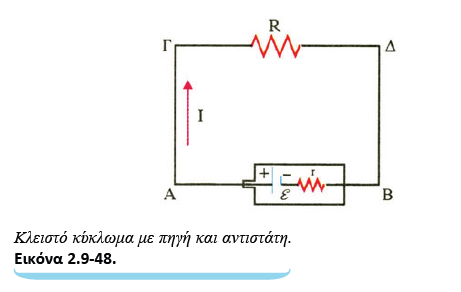 R
Γ Δ
I
+ − r
ℰ
A B
Κλειστό κύκλωμα με πηγή και αντιστάτη.
Εικόνα 2.9-48.